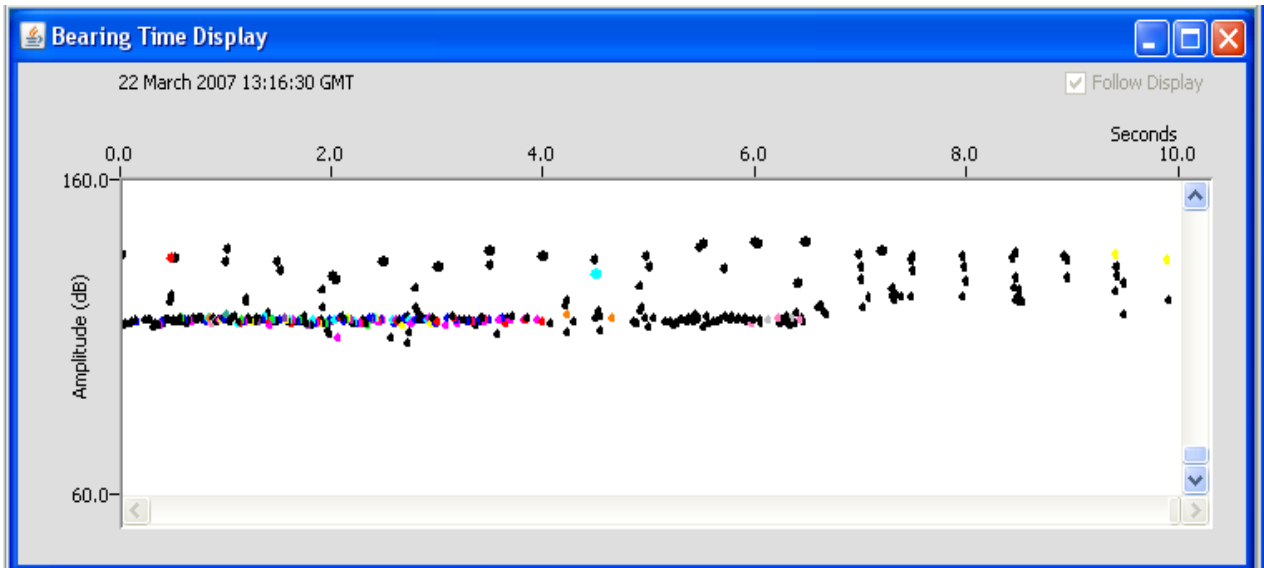 Bearing Time Display
22 March 2007 13:16:30 GMT
Follow Display
Seconds
0.0 2.0 4.0 6.0 8.0 10.0
160.0
Amplitude (dB)
60.0